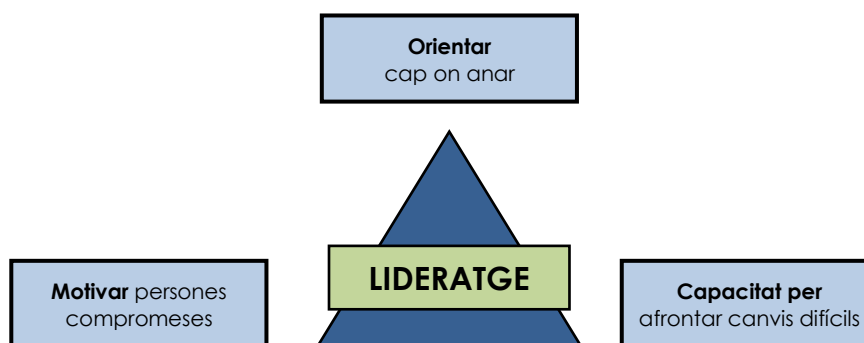 Orientar
cap on anar
LIDERATGE
Motivar persones
compromeses
Capacitat per
afrontar canvis difícils